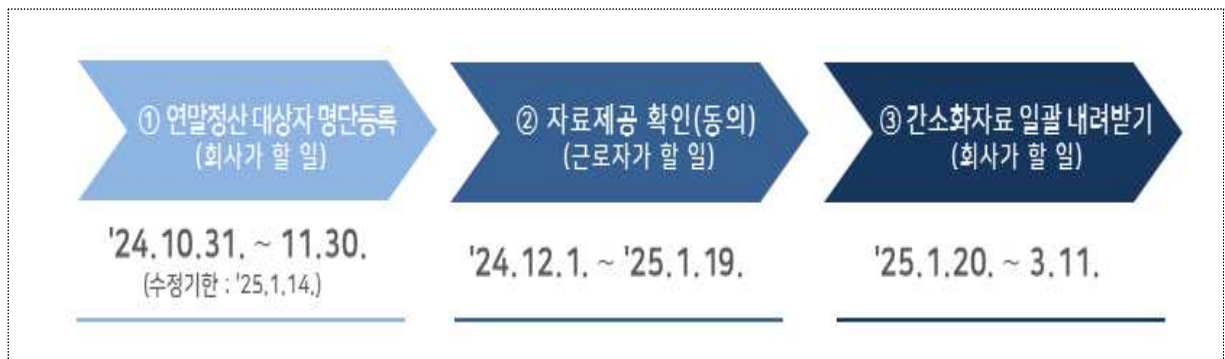 ① 연말정산 대상자 명단등록
(회사가 할 일)
'24.10.31. ~ 11.30.
(수정기한 : '25.1.14.)
② 자료제공 확인(동의)
(근로자가 할 일)
'24.12.1. ~ '25.1.19.
③ 간소화자료 일괄 내려받기
(회사가 할 일)
'25.1.20. ~ 3.11.